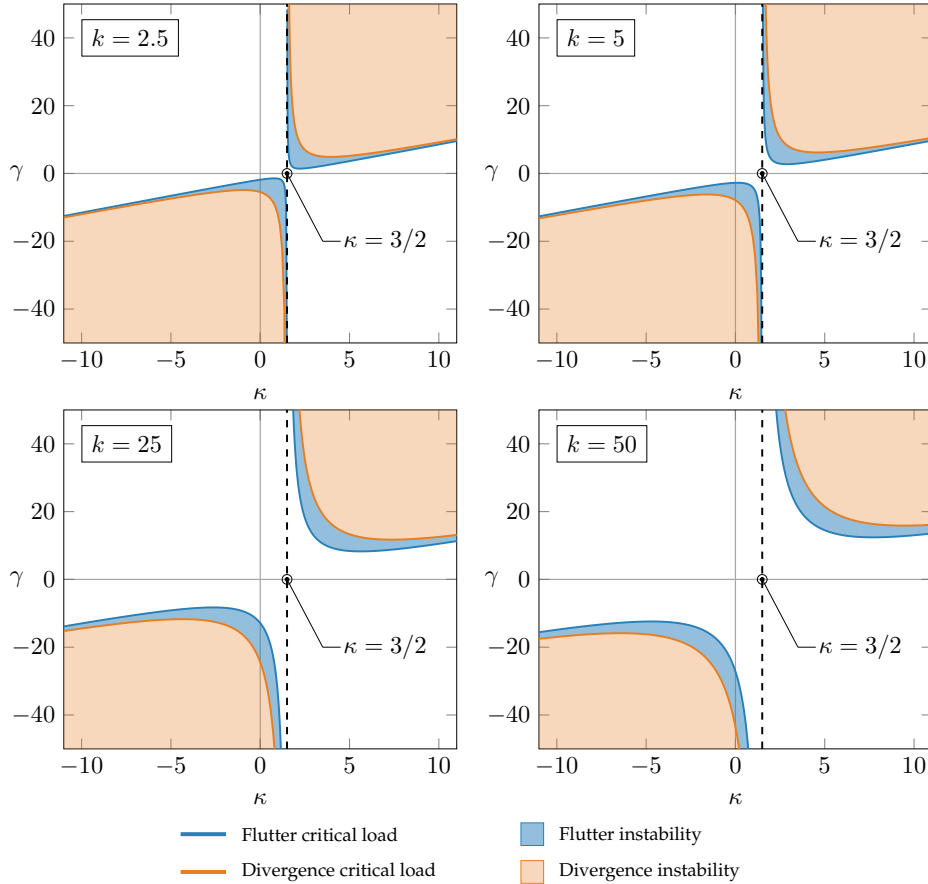 k = 2.5
40
20
γ 0
−20
−40
κ = 3/2
−10 −5 0 5 10
κ
k = 5
40
20
γ 0
−20
−40
κ = 3/2
−10 −5 0 5 10
κ
k = 25
40
20
γ 0
−20
−40
κ = 3/2
−10 −5 0 5 10
κ
k = 50
40
20
γ 0
−20
−40
κ = 3/2
−10 −5 0 5 10
κ
Flutter critical load
Flutter instability
Divergence critical load
Divergence instability